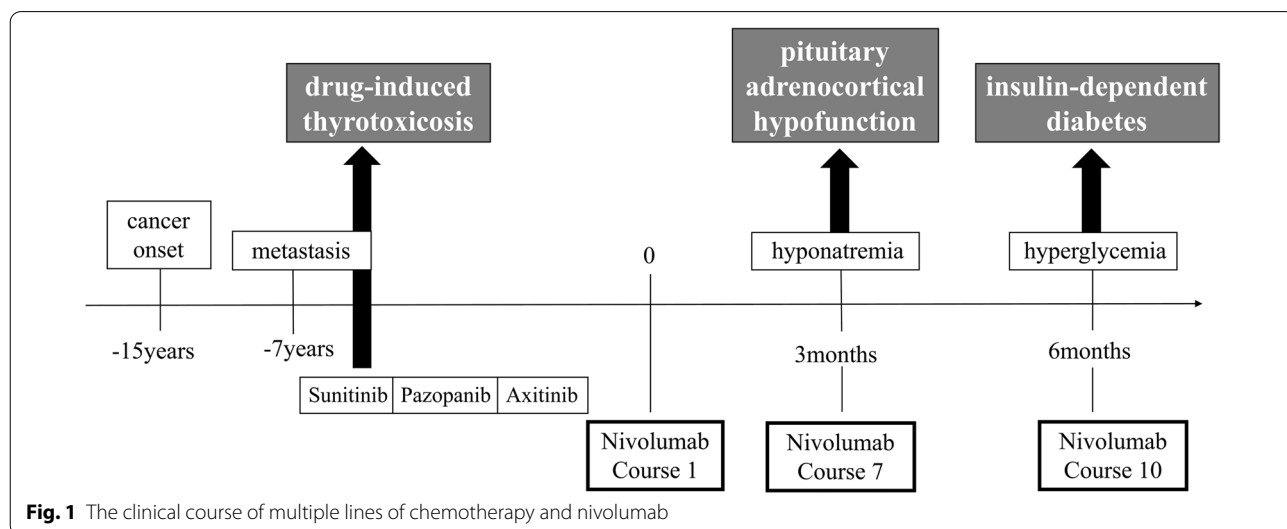 drug-induced
thyrotoxicosis
pituitary
adrenocortical
hypofunction
insulin-dependent
diabetes
cancer
onset
metastasis
0
hyponatremia
hyperglycemia
-15years
-7years
3months
6months
Sunitinib Pazopanib Axitinib
Nivolumab
Course 1
Nivolumab
Course 7
Nivolumab
Course 10
Fig. 1 The clinical course of multiple lines of chemotherapy and nivolumab